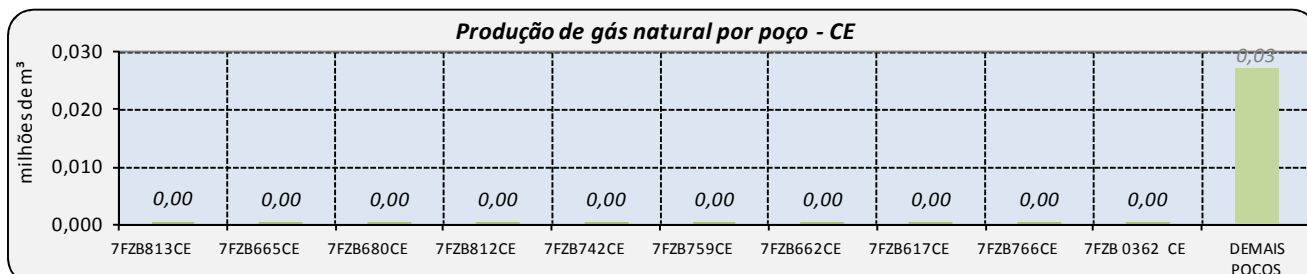 Produção de gás natural por poço - CE
milhões de m³
0,030
0,020
0,010
0,000
0,00 0,00 0,00 0,00 0,00 0,00 0,00 0,00 0,00 0,00 0,03
7FZB813CE 7FZB665CE 7FZB680CE 7FZB812CE 7FZB742CE 7FZB759CE 7FZB662CE 7FZB617CE 7FZB766CE 7FZB 0362 CE DEMAIS
POÇOS